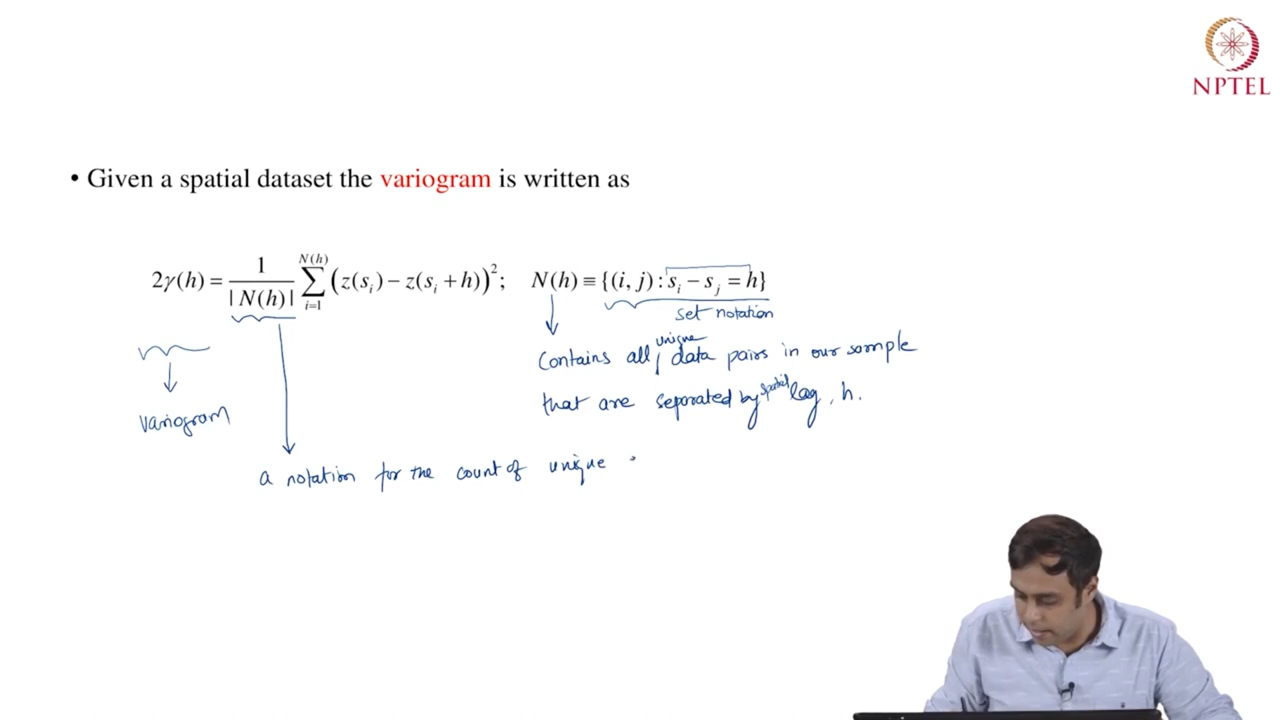 NPTEL
• Given a spatial dataset the variogram is written as
2γ(h) = 1/|N(h)| ∑_{i=1}^{N(h)} (z(s_i) − z(s_i + h))²; N(h) ≡ {(i, j) : s_i − s_j = h}
set notation
Contains all unique data pairs in our sample
that are separated by spatial lag, h.
variogram
a notation for the count of unique